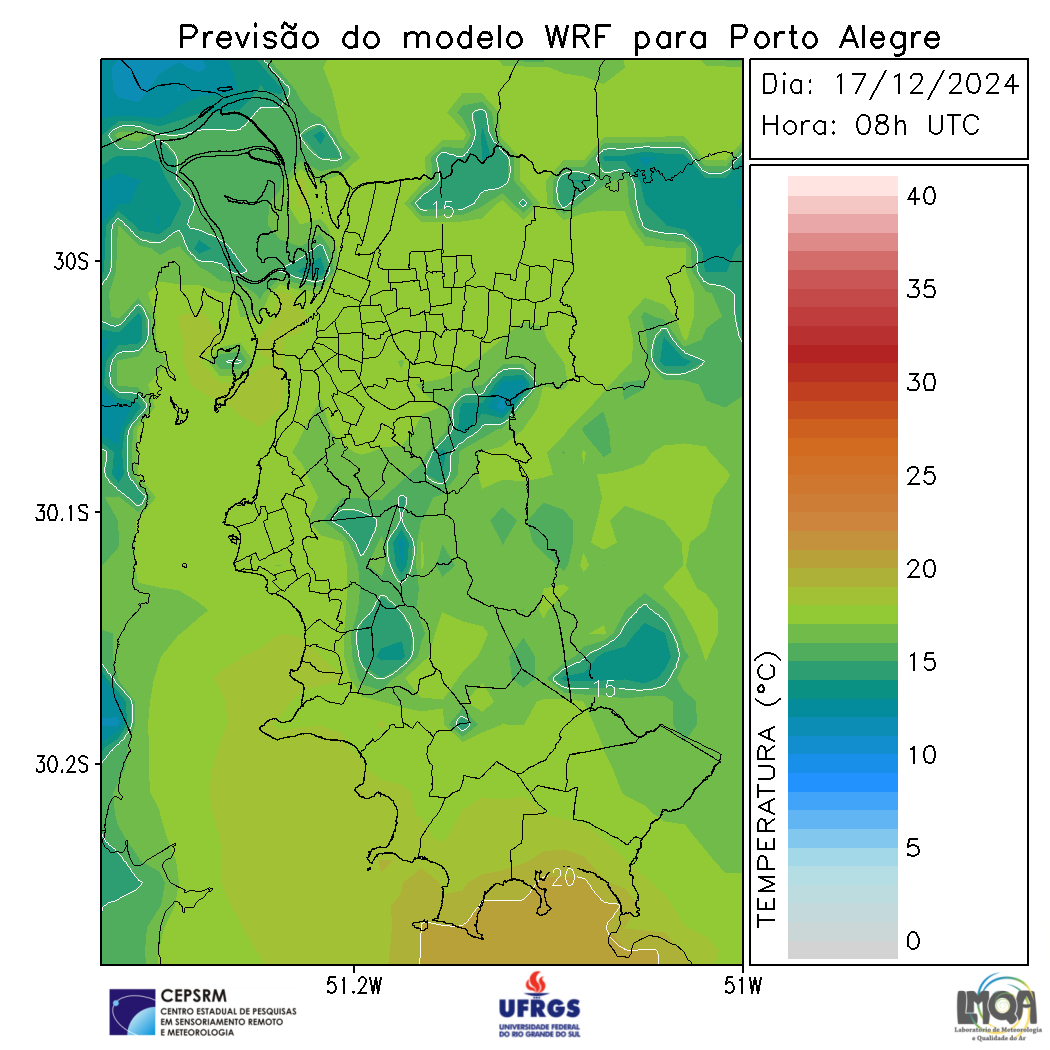 Previsão do modelo WRF para Porto Alegre
Dia: 17/12/2024
Hora: 08h UTC
40
35
30
25
20
15
10
5
0
TEMPERATURA (°C)
30S
30.1S
30.2S
51.2W
51W
15
15
20
CEPSRM
CENTRO ESTADUAL DE PESQUISAS
EM SENSORIAMENTO REMOTO
E METEOROLOGIA
UFRGS
UNIVERSIDADE FEDERAL
DO RIO GRANDE DO SUL
LMQA
Laboratório de Meteorologia
e Qualidade do Ar